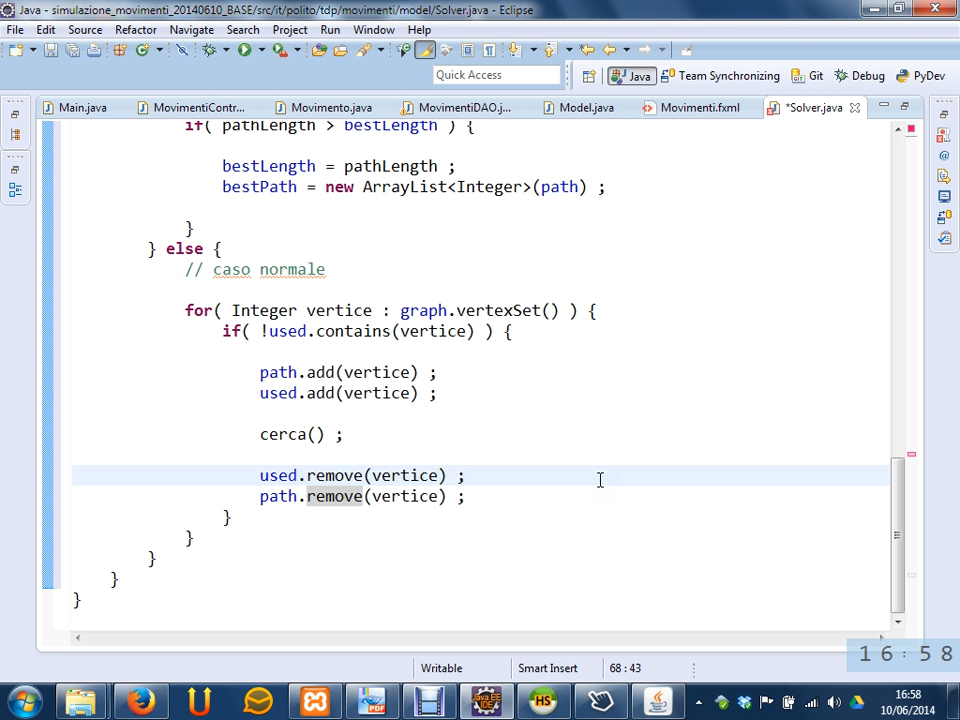 Java - simulazione_movimenti_20140610_BASE/src/it/polito/tdp/movimenti/model/Solver.java - Eclipse
File Edit Source Refactor Navigate Search Project Run Window Help
Quick Access Java Team Synchronizing Git Debug PyDev
Main.java MovimentiContr... Movimento.java MovimentiDAO.j... Model.java Movimenti.fxml *Solver.java
if( pathLength > bestLength ) {
bestLength = pathLength ;
bestPath = new ArrayList<Integer>(path) ;
}
} else {
// caso normale
for( Integer vertice : graph.vertexSet() ) {
if( !used.contains(vertice) ) {
path.add(vertice) ;
used.add(vertice) ;
cerca() ;
used.remove(vertice) ;
path.remove(vertice) ;
}
}
}
}
}
16:58
Writable Smart Insert 68 : 43
16:58
10/06/2014